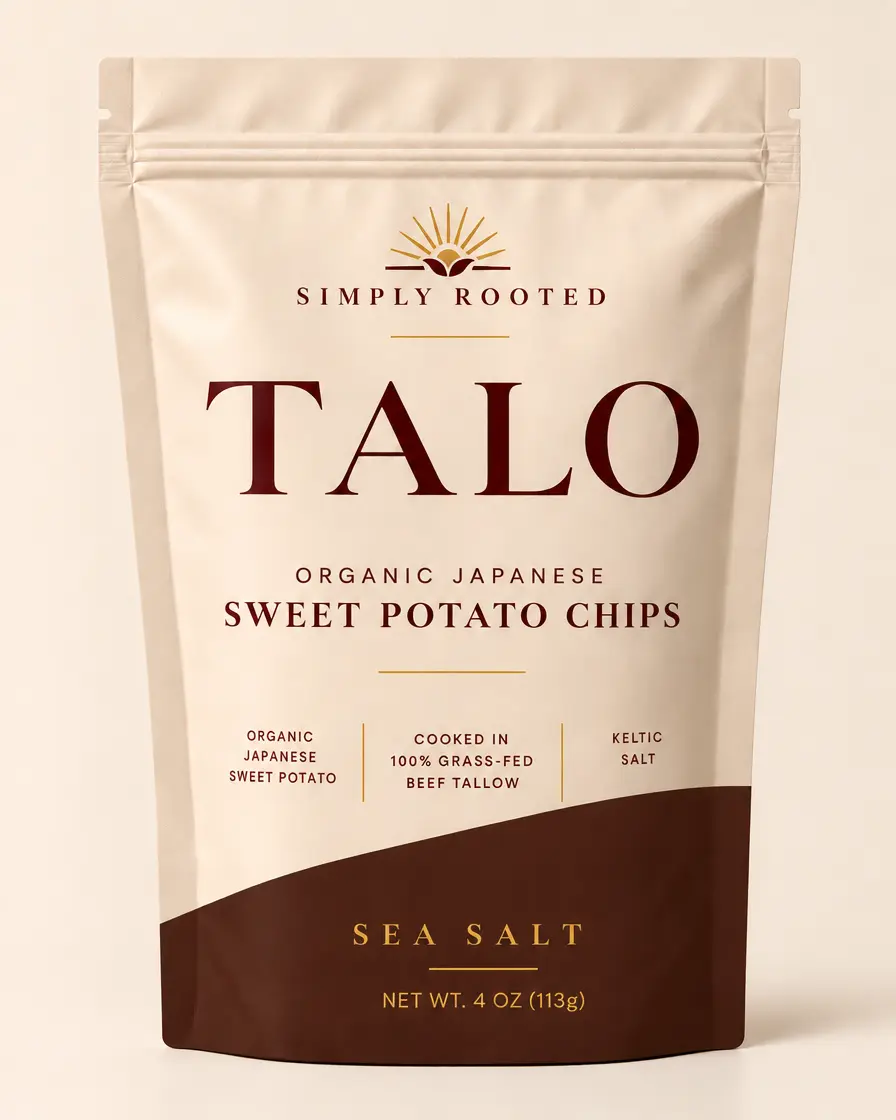 SIMPLY ROOTED
TALO
ORGANIC JAPANESE
SWEET POTATO CHIPS
ORGANIC
JAPANESE
SWEET POTATO
COOKED IN
100% GRASS-FED
BEEF TALLOW
KELTIC
SALT
SEA SALT
NET WT. 4 OZ (113g)